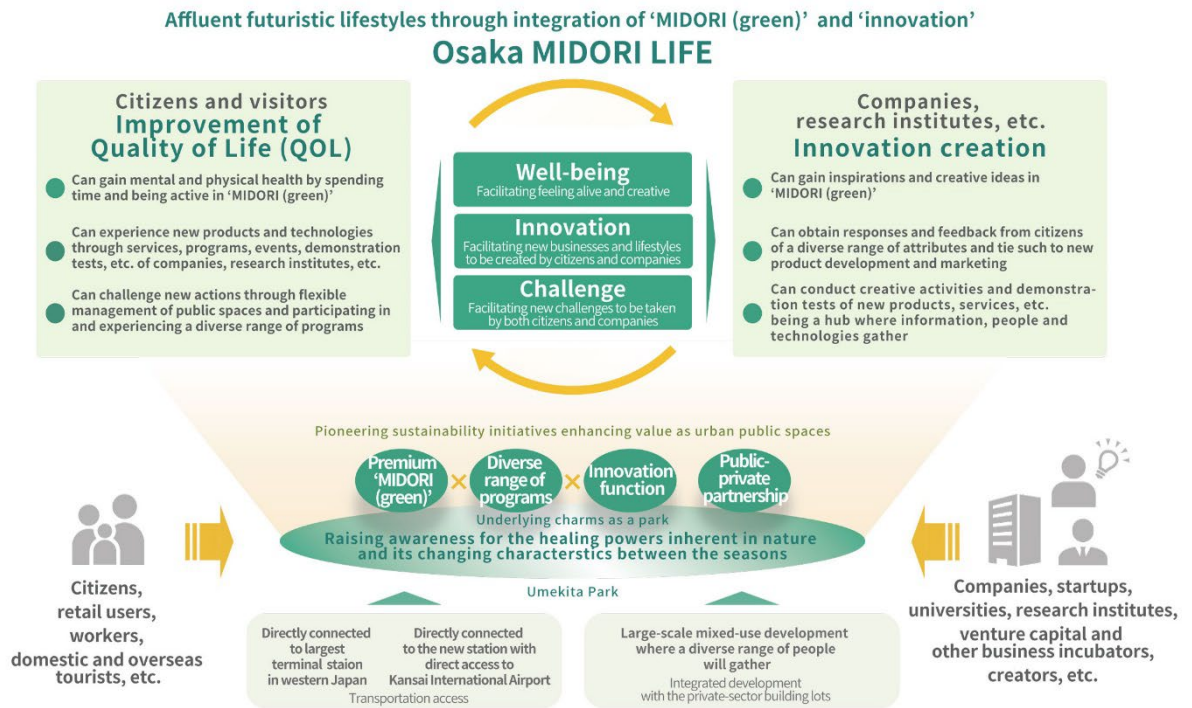 Affluent futuristic lifestyles through integration of ‘MIDORI (green)’ and ‘innovation’
Osaka MIDORI LIFE
Citizens and visitors
Improvement of
Quality of Life (QOL)
Can gain mental and physical health by spending
time and being active in ‘MIDORI (green)’
Can experience new products and technologies
through services, programs, events, demonstration
tests, etc. of companies, research institutes, etc.
Can challenge new actions through flexible
management of public spaces and participating in
and experiencing a diverse range of programs
Well-being
Facilitating feeling alive and creative
Innovation
Facilitating new businesses and lifestyles
to be created by citizens and companies
Challenge
Facilitating new challenges to be taken
by both citizens and companies
Companies,
research institutes, etc.
Innovation creation
Can gain inspirations and creative ideas in
‘MIDORI (green)’
Can obtain responses and feedback from citizens
of a diverse range of attributes and tie such to new
product development and marketing
Can conduct creative activities and demonstra-
tion tests of new products, services, etc.
being a hub where information, people and
technologies gather
Pioneering sustainability initiatives enhancing value as urban public spaces
Premium
‘MIDORI
(green)’
×
Diverse
range of
programs
×
Innovation
function
Public-
private
partnership
Underlying charms as a park
Raising awareness for the healing powers inherent in nature
and its changing characterstics between the seasons
Umekita Park
Citizens,
retail users,
workers,
domestic and overseas
tourists, etc.
Directly connected
to largest
terminal staion
in western Japan
Directly connected
to the new station with
direct access to
Kansai International Airport
Transportation access
Large-scale mixed-use development
where a diverse range of people
will gather
Integrated development
with the private-sector building lots
Companies, startups,
universities, research institutes,
venture capital and
other business incubators,
creators, etc.